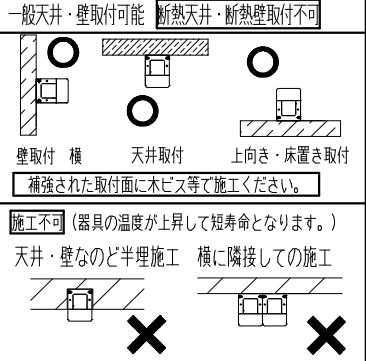 一般天井・壁取付可能 断熱天井・断熱壁取付不可
壁取付 横 天井取付 上向き・床置き取付
補強された取付面に木ビス等で施工ください。
施工不可 (器具の温度が上昇して短寿命となります。)
天井・壁なのど半埋施工 横に隣接しての施工